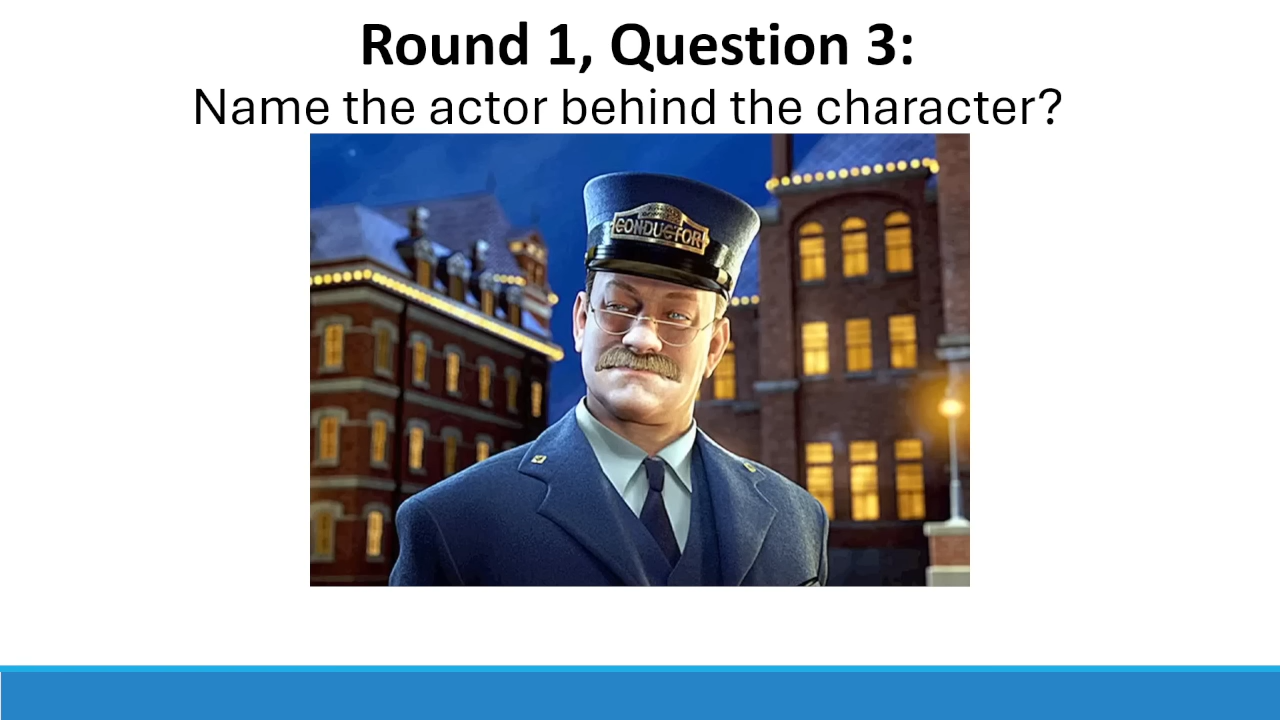 Round 1, Question 3:
Name the actor behind the character?
CONDUCTOR